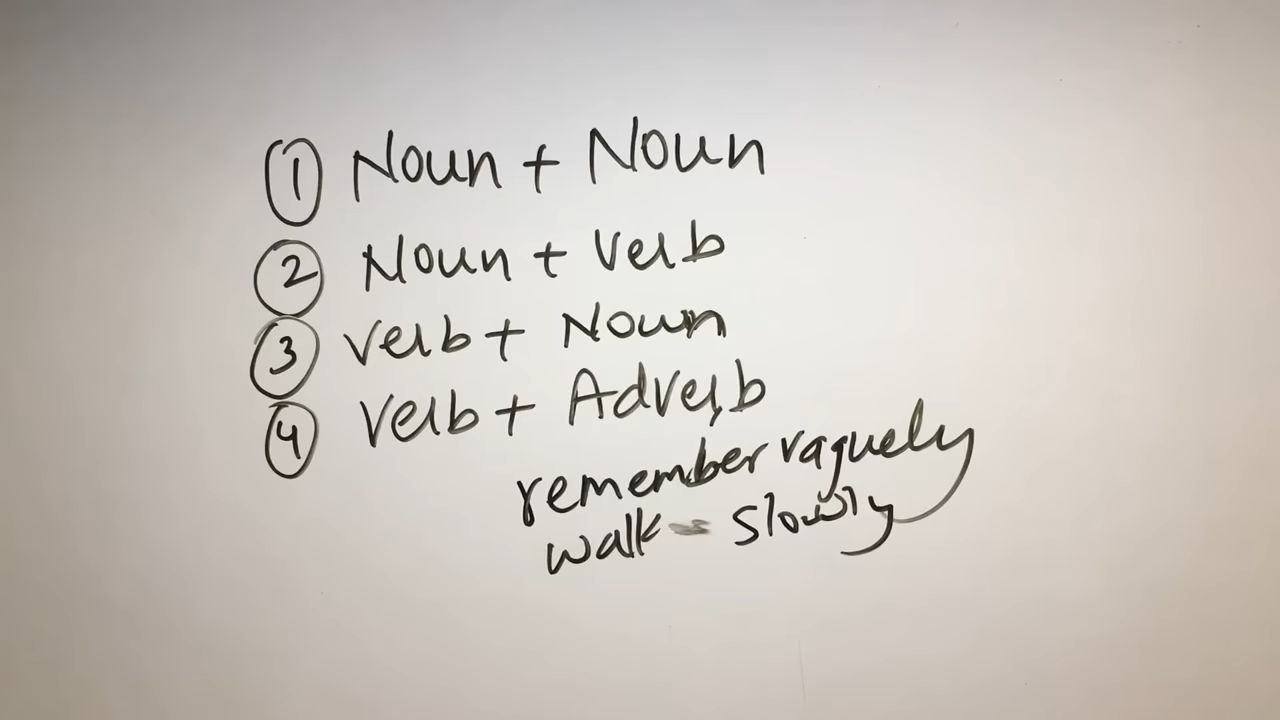 ① Noun + Noun
② Noun + Verb
③ Verb + Noun
④ Verb + Adverb
remember vaguely
walk - slowly